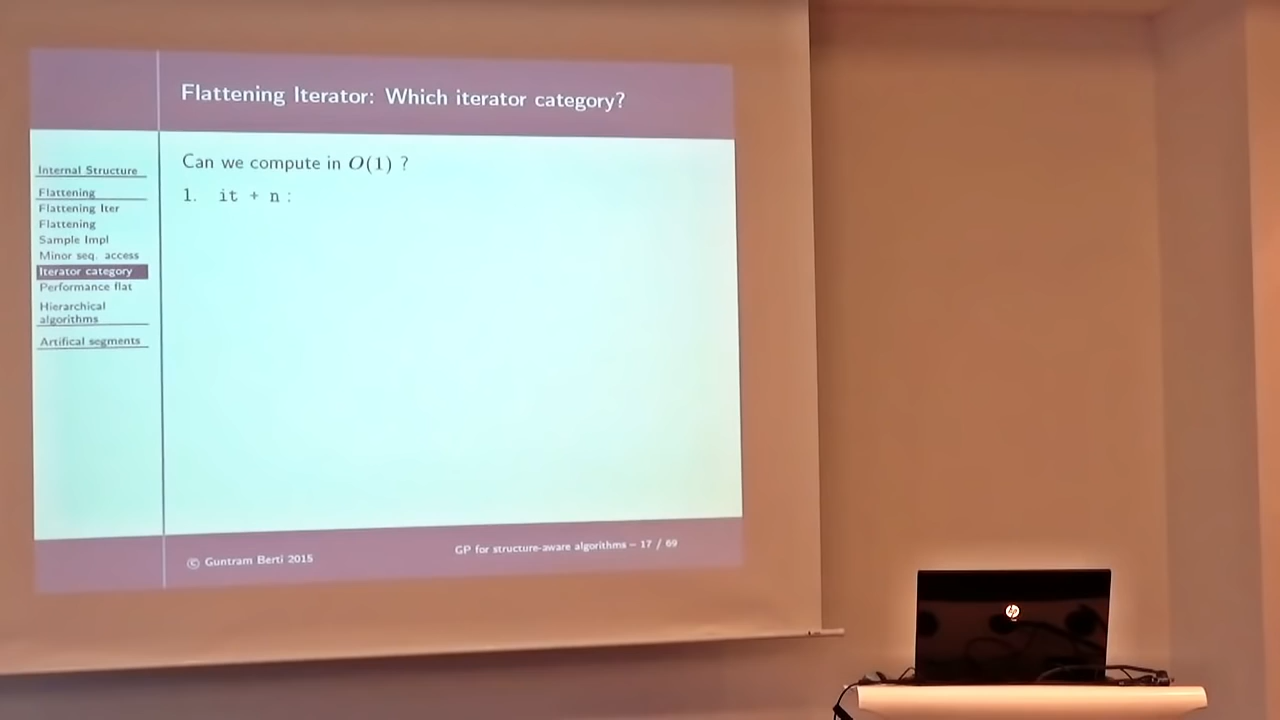 Flattening Iterator: Which iterator category?
Internal Structure
Flattening
Flattening Iter
Flattening
Sample Impl
Minor seq. access
Iterator category
Performance flat
Hierarchical
algorithms
Artifical segments
Can we compute in O(1) ?
1. it + n :
© Guntram Berti 2015
GP for structure-aware algorithms – 17 / 69
hp